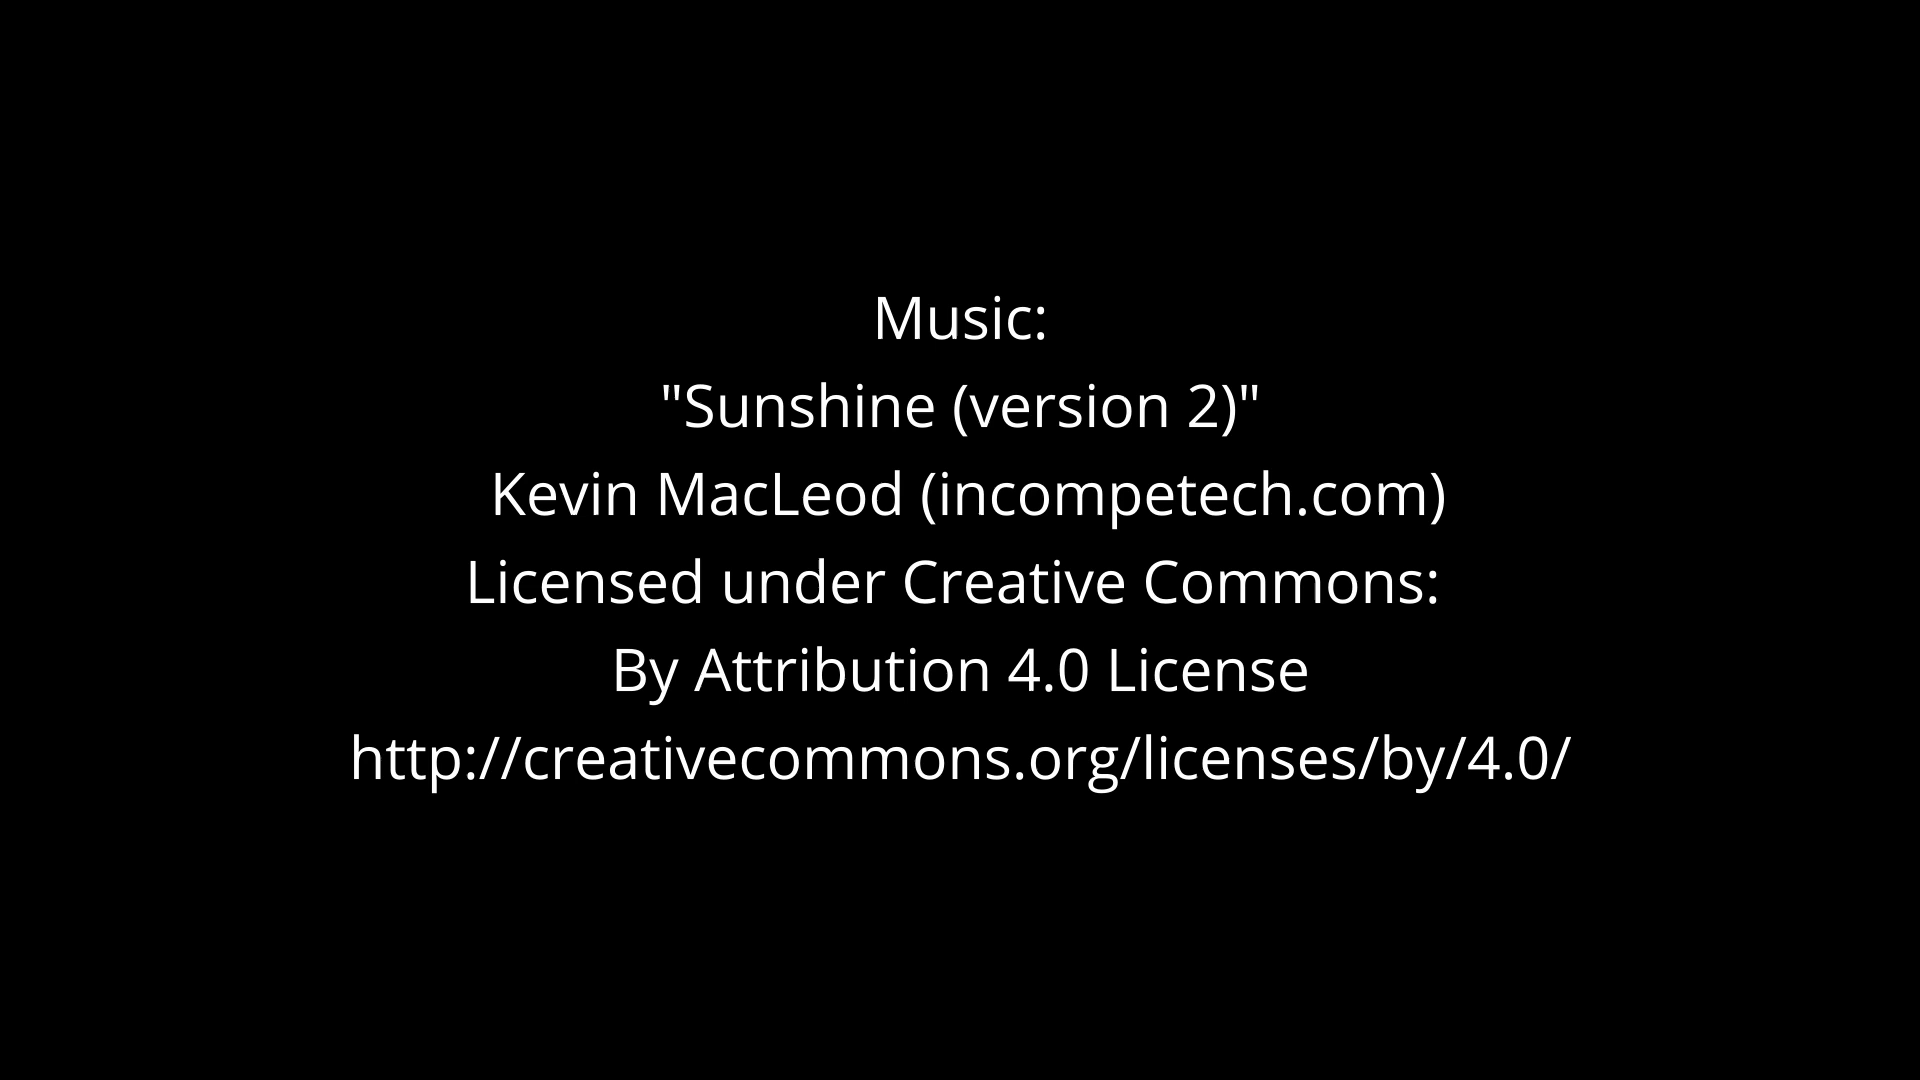 Music:
"Sunshine (version 2)"
Kevin MacLeod (incompetech.com)
Licensed under Creative Commons:
By Attribution 4.0 License
http://creativecommons.org/licenses/by/4.0/